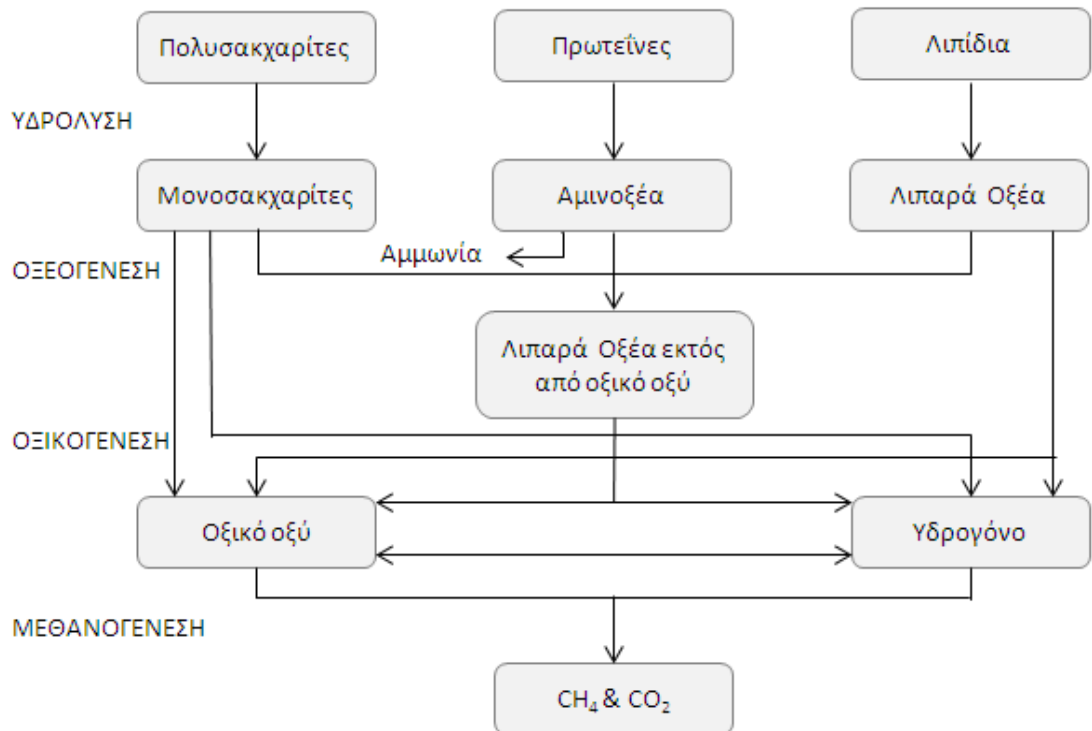 Πολυσακχαρίτες
Πρωτεΐνες
Λιπίδια
ΥΔΡΟΛΥΣΗ
Μονοσακχαρίτες
Αμινοξέα
Λιπαρά Οξέα
Αμμωνία
ΟΞΕΟΓΕΝΕΣΗ
Λιπαρά Οξέα εκτός
από οξικό οξύ
ΟΞΙΚΟΓΕΝΕΣΗ
Οξικό οξύ
Υδρογόνο
ΜΕΘΑΝΟΓΕΝΕΣΗ
CH₄ & CO₂